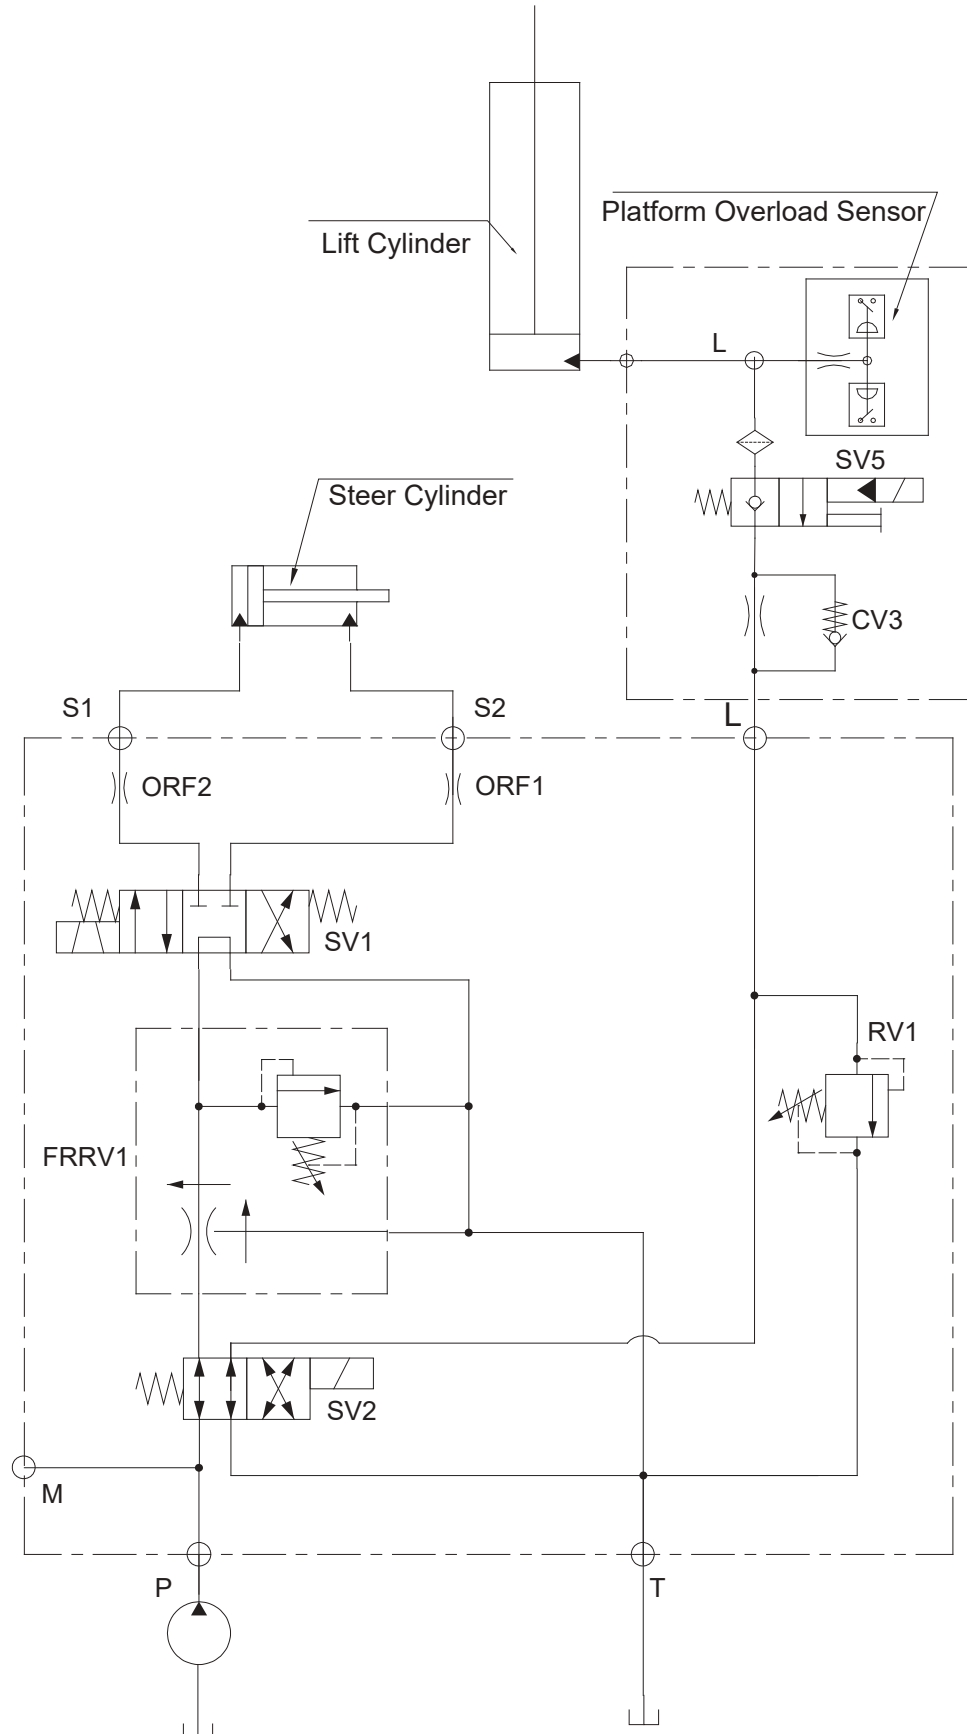 Platform Overload Sensor
Lift Cylinder
L
SV5
Steer Cylinder
CV3
S1
S2
L
ORF2
ORF1
SV1
RV1
FRRV1
SV2
M
P
T